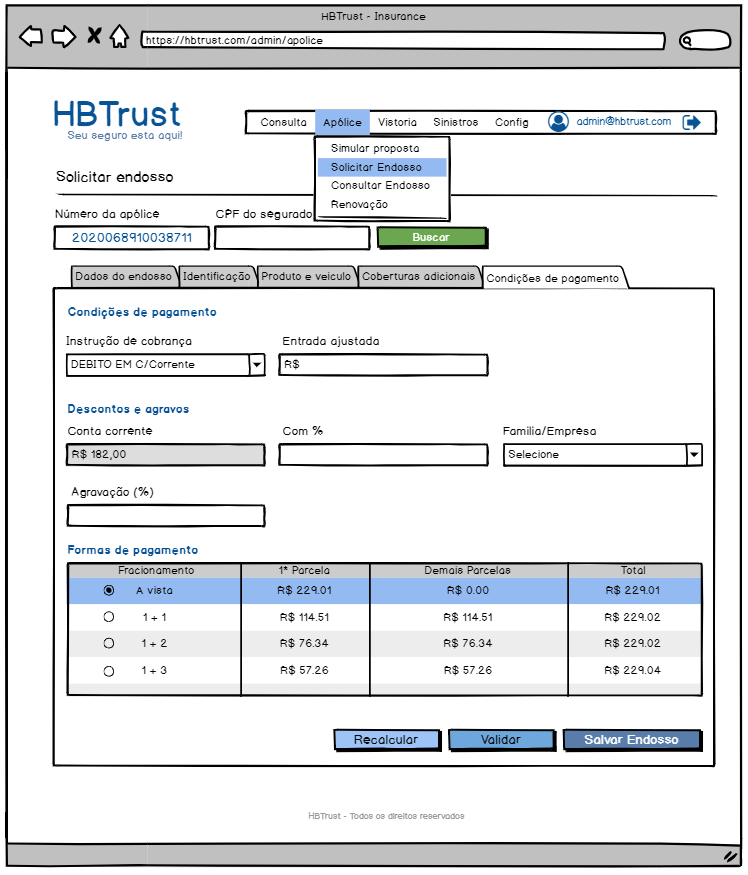 HBTrust - Insurance
https://hbtrust.com/admin/apolice
HBTrust
Seu seguro esta aqui!
Consulta Apólice Vistoria Sinistros Config admin@hbtrust.com
Simular proposta
Solicitar Endosso
Consultar Endosso
Renovação
Solicitar endosso
Número da apólice CPF do segurado
2020068910038711 Buscar
Dados do endosso Identificação Produto e veiculo Coberturas adicionais Condições de pagamento
Condições de pagamento
Instrução de cobrança Entrada ajustada
DEBITO EM C/Corrente R$
Descontos e agravos
Conta corrente Com % Familia/Empresa
R$ 182,00 Selecione
Agravação (%)
Formas de pagamento
Fracionamento 1ª Parcela Demais Parcelas Total
A vista R$ 229.01 R$ 0.00 R$ 229.01
1 + 1 R$ 114.51 R$ 114.51 R$ 229.02
1 + 2 R$ 76.34 R$ 76.34 R$ 229.02
1 + 3 R$ 57.26 R$ 57.26 R$ 229.04
Recalcular Validar Salvar Endosso
HBTrust - Todos os direitos reservados